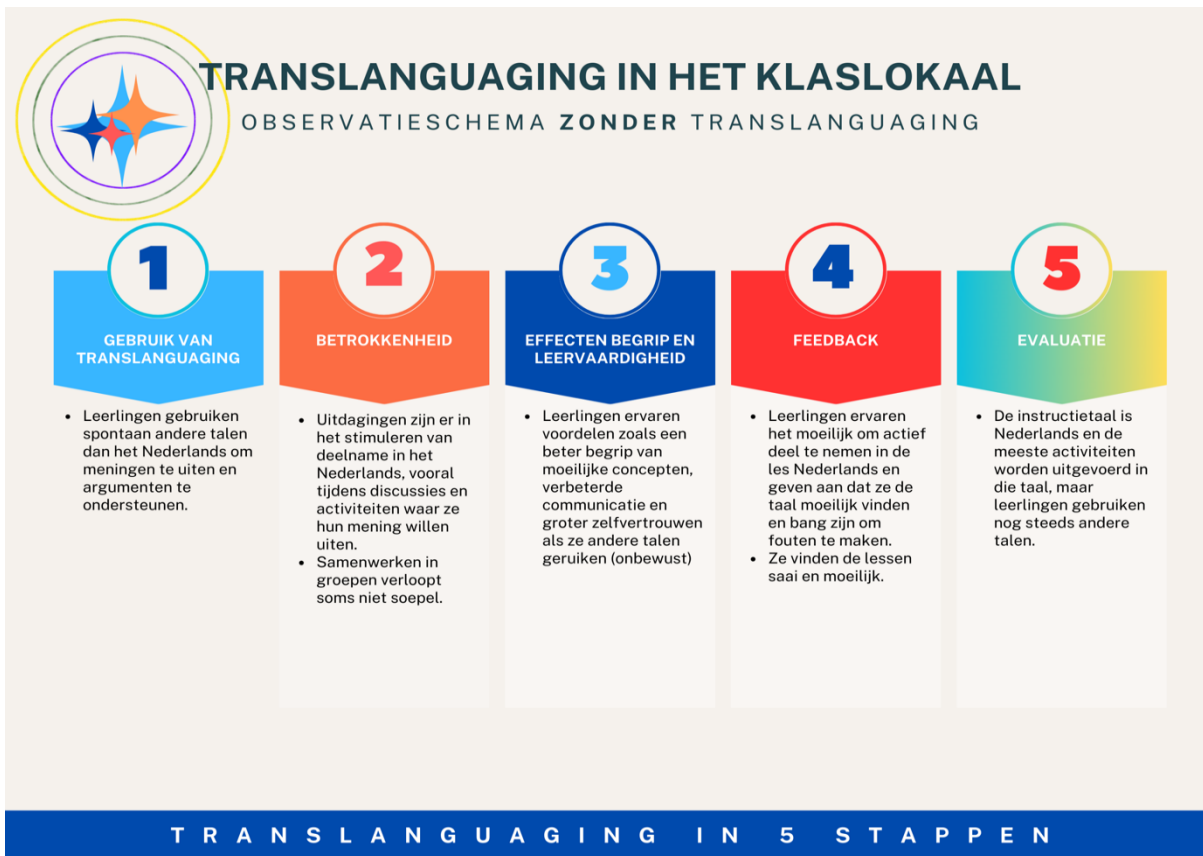 TRANSLANGUAGING IN HET KLASLOKAAL
OBSERVATIESCHEMA ZONDER TRANSLANGUAGING
1
GEBRUIK VAN
TRANSLANGUAGING
• Leerlingen gebruiken
spontaan andere talen
dan het Nederlands om
meningen te uiten en
argumenten te
ondersteunen.
2
BETROKKENHEID
• Uitdagingen zijn er in
het stimuleren van
deelname in het
Nederlands, vooral
tijdens discussies en
activiteiten waar ze
hun mening willen
uiten.
• Samenwerken in
groepen verloopt
soms niet soepel.
3
EFFECTEN BEGRIP EN
LEERVAARDIGHEID
• Leerlingen ervaren
voordelen zoals een
beter begrip van
moeilijke concepten,
verbeterde
communicatie en
groter zelfvertrouwen
als ze andere talen
geruiken (onbewust)
4
FEEDBACK
• Leerlingen ervaren
het moeilijk om actief
deel te nemen in de
les Nederlands en
geven aan dat ze de
taal moeilijk vinden
en bang zijn om
fouten te maken.
• Ze vinden de lessen
saai en moeilijk.
5
EVALUATIE
• De instructietaal is
Nederlands en de
meeste activiteiten
worden uitgevoerd in
die taal, maar
leerlingen gebruiken
nog steeds andere
talen.
TRANSLANGUAGING IN 5 STAPPEN